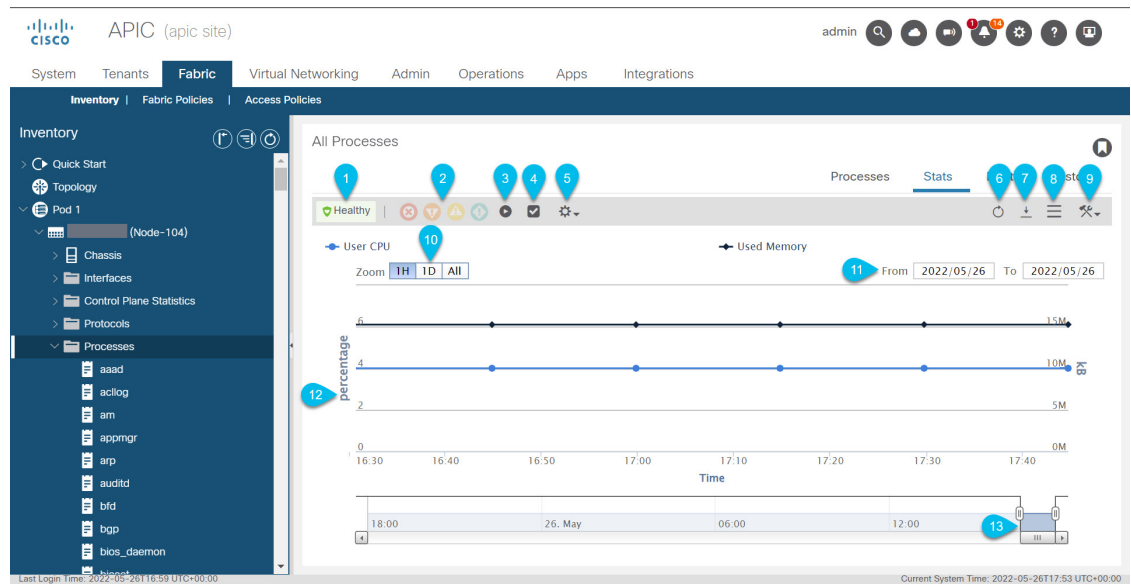 CISCO APIC (apic site) admin 1 14 ?
System Tenants Fabric Virtual Networking Admin Operations Apps Integrations
Inventory | Fabric Policies | Access Policies
Inventory
Quick Start
Topology
Pod 1
(Node-104)
Chassis
Interfaces
Control Plane Statistics
Protocols
Processes
aaad
acllog
am
appmgr
arp
auditd
bfd
bgp
bios_daemon
All Processes
Processes Stats
1 2 3 4 5 6 7 8 9
Healthy
10
User CPU Used Memory
Zoom 1H 1D All
11 From 2022/05/26 To 2022/05/26
6 15M
4 10M
2 5M
0 0M
percentage
kB
12
16:30 16:40 16:50 17:00 17:10 17:20 17:30 17:40
Time
18:00 26. May 06:00 12:00
13
Last Login Time: 2022-05-26T16:59 UTC+00:00 Current System Time: 2022-05-26T17:53 UTC+00:00